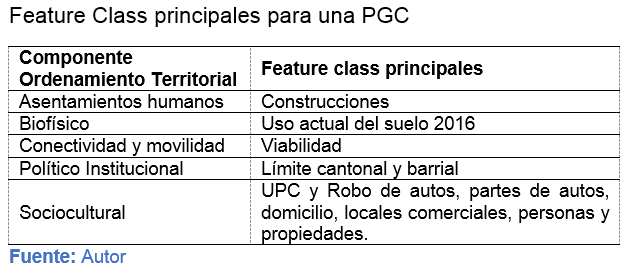 Feature Class principales para una PGC
Componente
Ordenamiento Territorial
Feature class principales
Asentamientos humanos Construcciones
Biofísico Uso actual del suelo 2016
Conectividad y movilidad Viabilidad
Político Institucional Límite cantonal y barrial
Sociocultural
UPC y Robo de autos, partes de autos,
domicilio, locales comerciales, personas y
propiedades.
Fuente: Autor